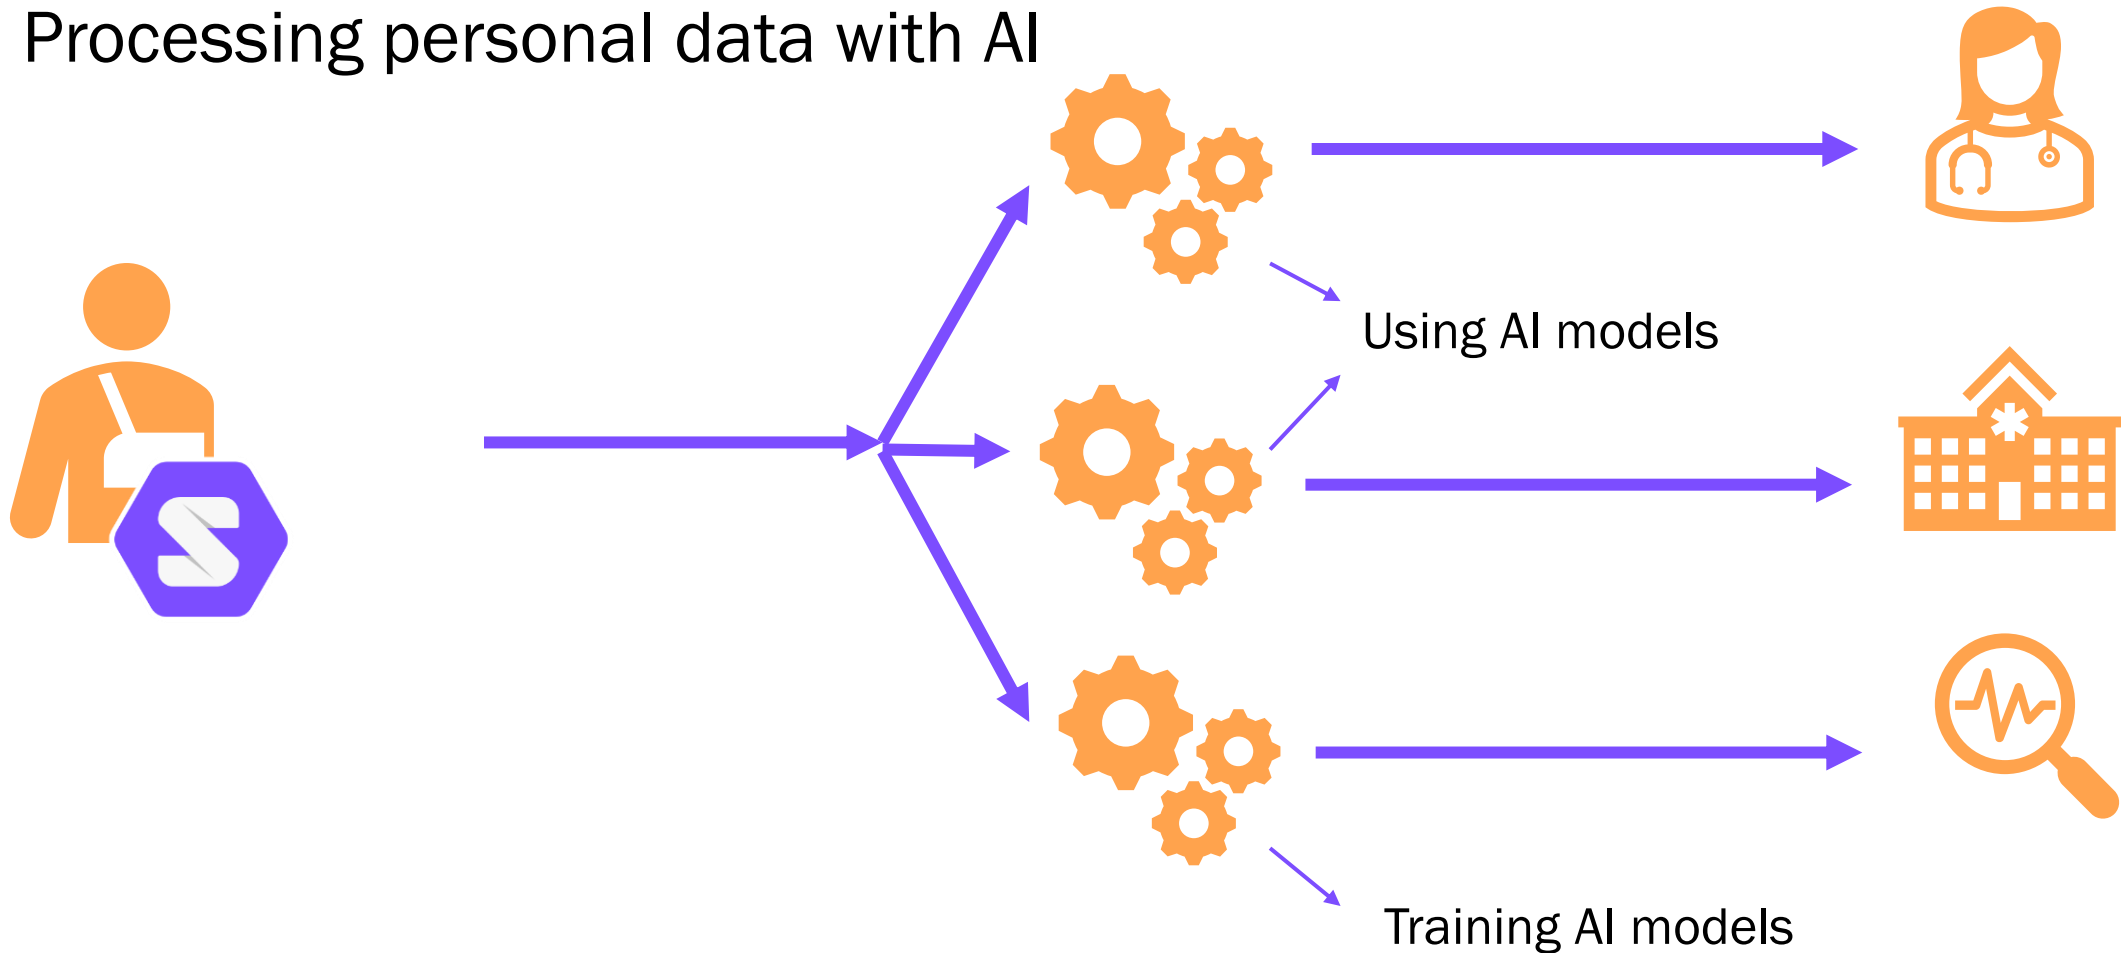 Processing personal data with AI
Using AI models
S
Training AI models